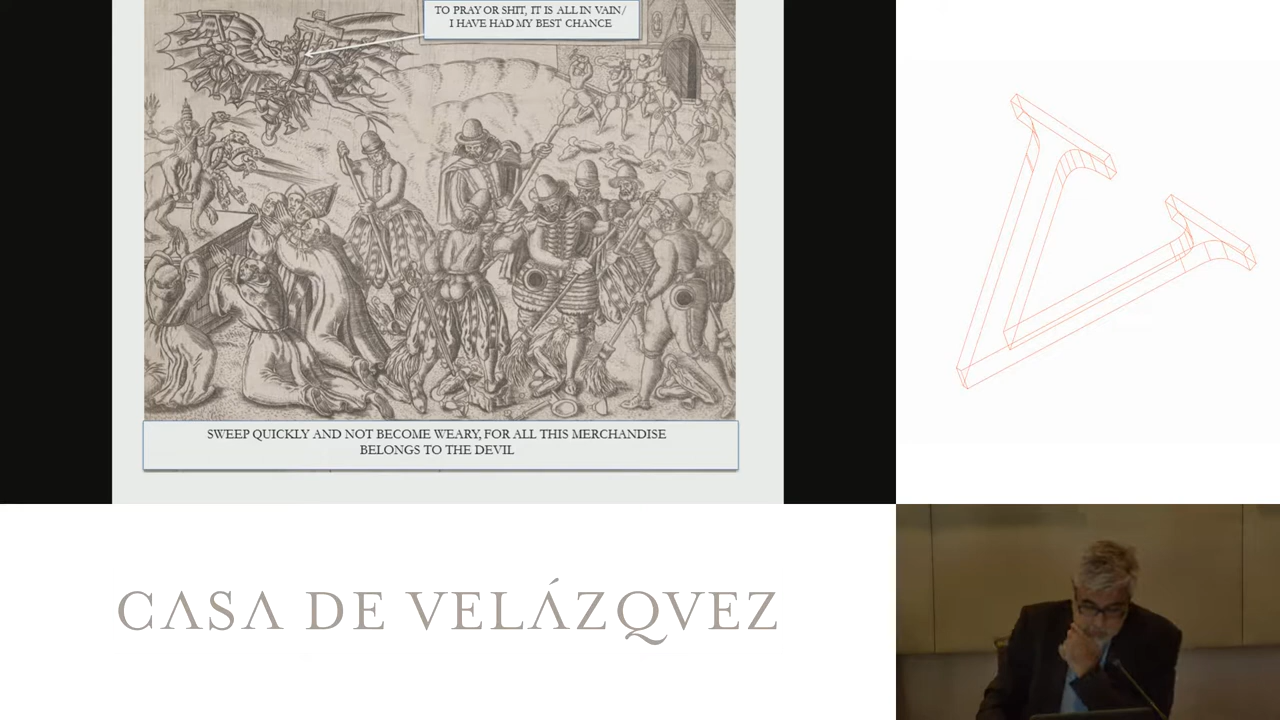 TO PRAY OR SHIT, IT IS ALL IN VAIN/
I HAVE HAD MY BEST CHANCE
SWEEP QUICKLY AND NOT BECOME WEARY, FOR ALL THIS MERCHANDISE
BELONGS TO THE DEVIL
CASA DE VELÁZQVEZ